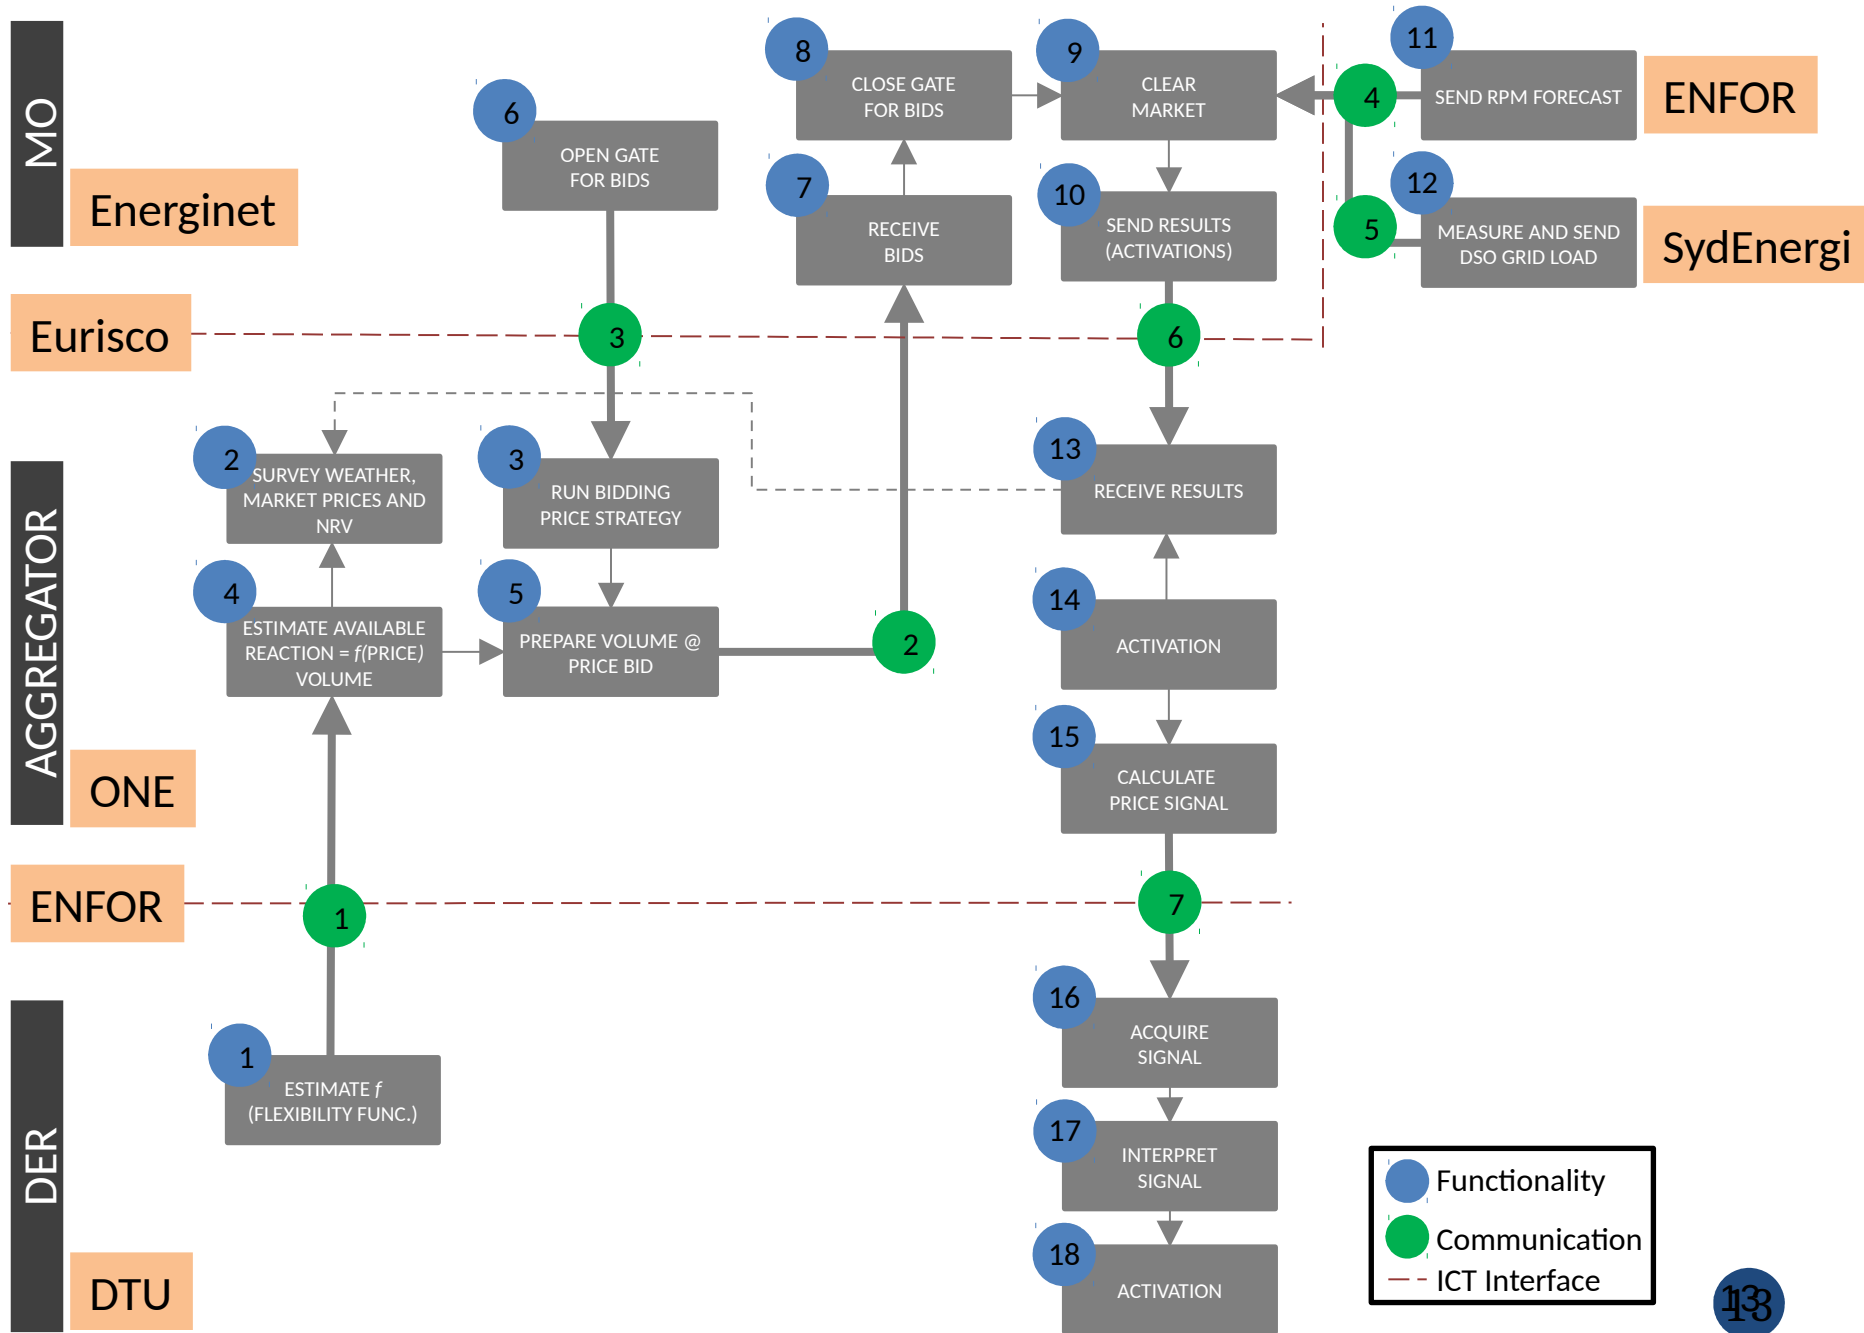 MO
Energinet
Eurisco
6
OPEN GATE
FOR BIDS
8
CLOSE GATE
FOR BIDS
7
RECEIVE
BIDS
9
CLEAR
MARKET
10
SEND RESULTS
(ACTIVATIONS)
4
11
SEND RPM FORECAST
ENFOR
5
12
MEASURE AND SEND
DSO GRID LOAD
SydEnergi
3
6
AGGREGATOR
ONE
2
SURVEY WEATHER,
MARKET PRICES AND
NRV
3
RUN BIDDING
PRICE STRATEGY
4
ESTIMATE AVAILABLE
REACTION = f(PRICE)
VOLUME
5
PREPARE VOLUME @
PRICE BID
2
13
RECEIVE RESULTS
14
ACTIVATION
15
CALCULATE
PRICE SIGNAL
ENFOR
1
7
DER
DTU
1
ESTIMATE f
(FLEXIBILITY FUNC.)
16
ACQUIRE
SIGNAL
17
INTERPRET
SIGNAL
18
ACTIVATION
Functionality
Communication
ICT Interface
13
13